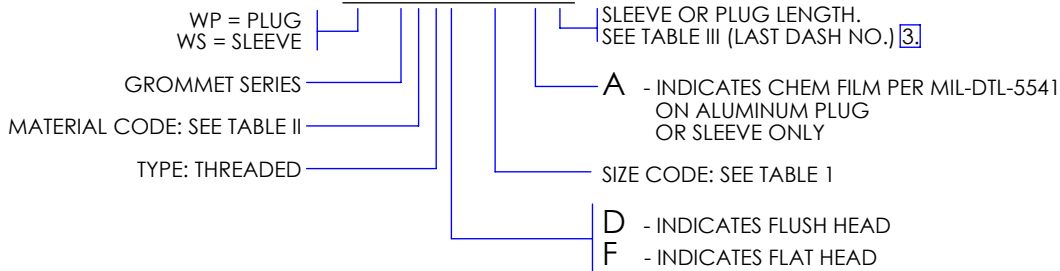 WP = PLUG
WS = SLEEVE
SLEEVE OR PLUG LENGTH.
SEE TABLE III (LAST DASH NO.) 3.
GROMMET SERIES
A - INDICATES CHEM FILM PER MIL-DTL-5541
ON ALUMINUM PLUG
OR SLEEVE ONLY
MATERIAL CODE: SEE TABLE II
TYPE: THREADED
SIZE CODE: SEE TABLE 1
D - INDICATES FLUSH HEAD
F - INDICATES FLAT HEAD